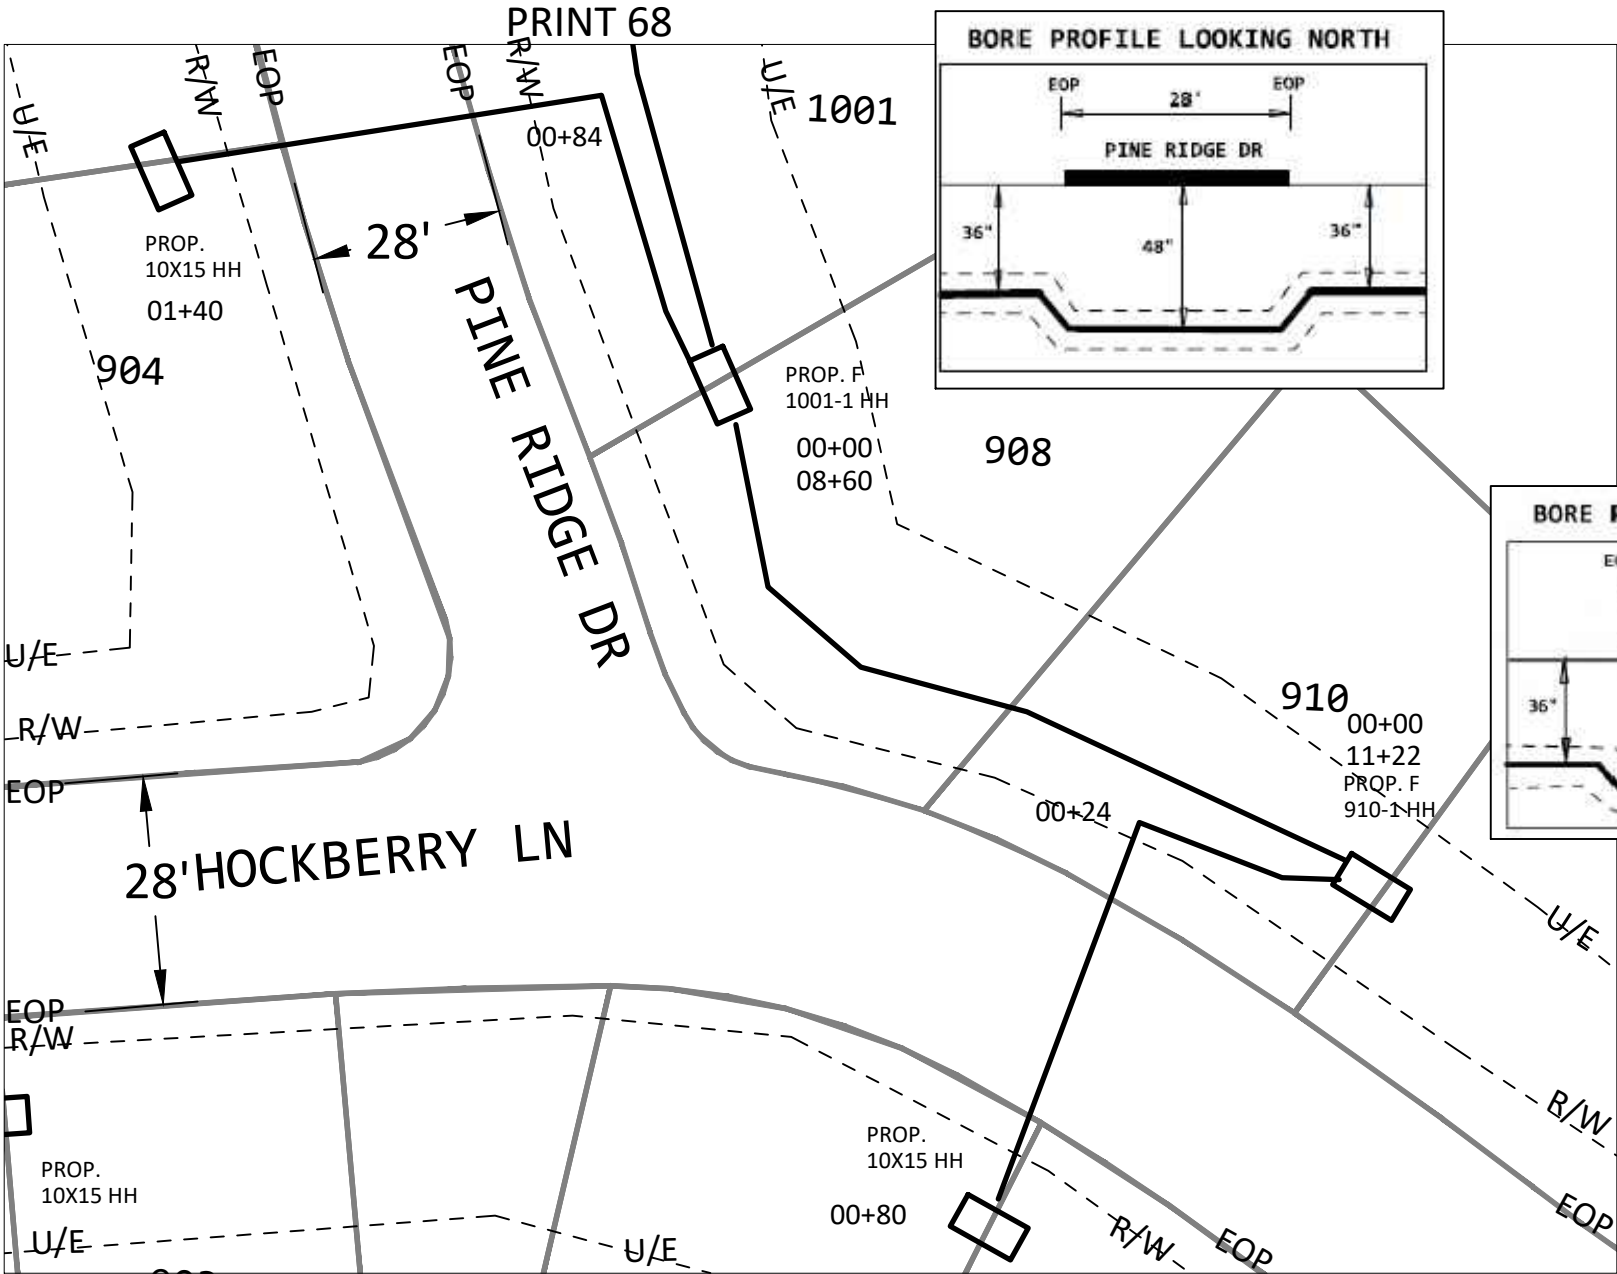 PRINT 68
BORE PROFILE LOOKING NORTH
EOP
EOP
28'
PINE RIDGE DR
36"
48"
36"
U/E
R/W
EOP
EOP
R/W
U/E
1001
00+84
28'
PROP.
10X15 HH
01+40
904
PINE RIDGE DR
PROP. F
1001-1 HH
00+00
08+60
908
BORE
36"
U/E
R/W
EOP
910
00+00
11+22
PROP. F
910-1 HH
00+24
28'
HOCKBERRY LN
U/E
EOP
R/W
R/W
PROP.
10X15 HH
PROP.
10X15 HH
00+80
U/E
U/E
R/W
EOP
EOP